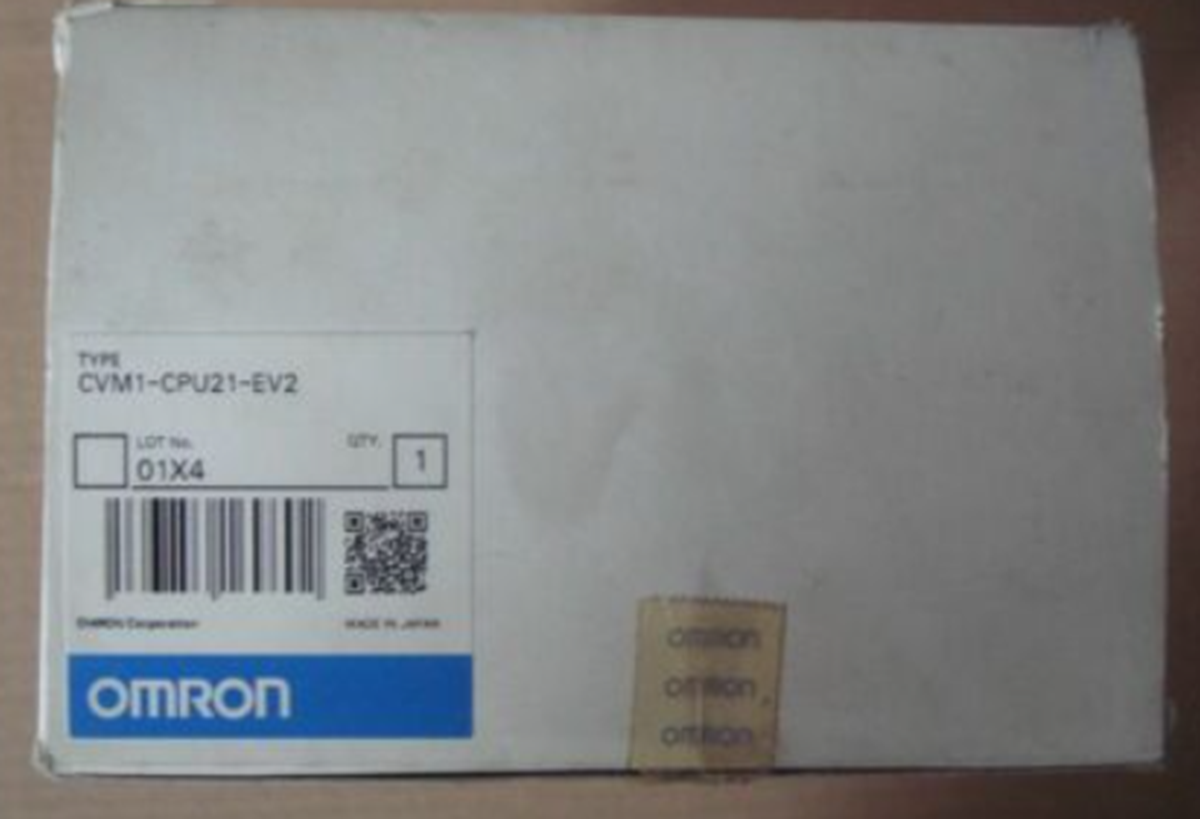 TYPE
CVM1-CPU21-EV2
LOT No. QTY.
01X4 1
OMRON Corporation MADE IN JAPAN
OMRON
OMRON
OMRON
OMRON